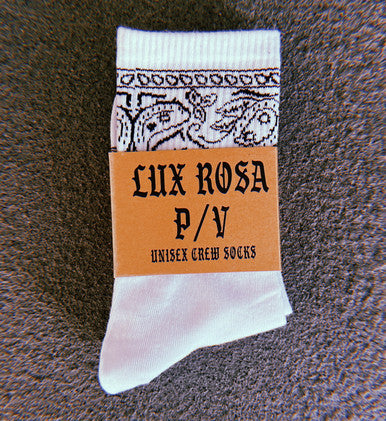 LUX ROSA
P/V
UNISEX CREW SOCKS